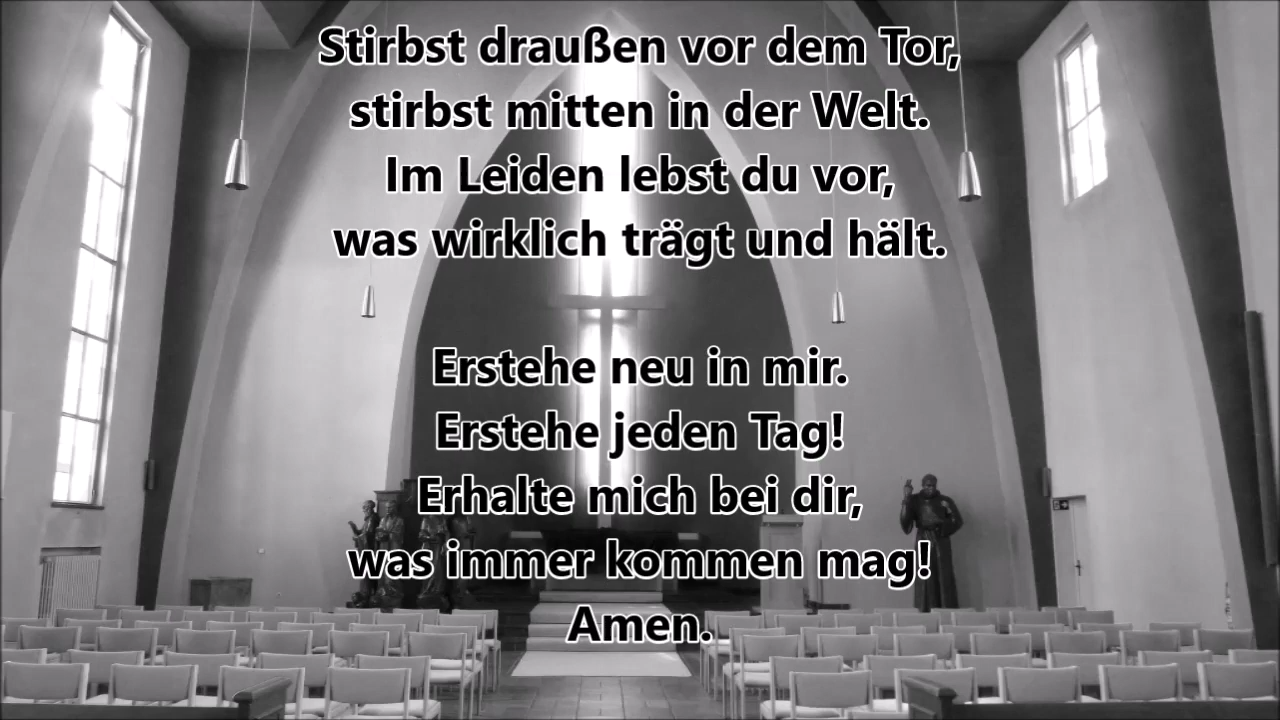 Stirbst draußen vor dem Tor,
stirbst mitten in der Welt.
Im Leiden lebst du vor,
was wirklich trägt und hält.
Erstehe neu in mir.
Erstehe jeden Tag!
Erhalte mich bei dir,
was immer kommen mag!
Amen.